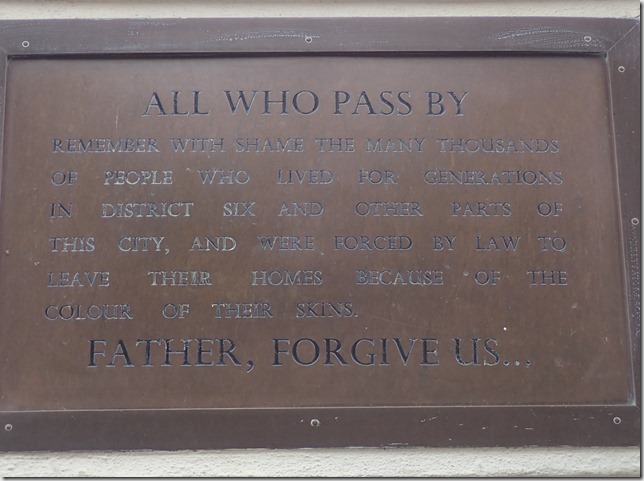 ALL WHO PASS BY
REMEMBER WITH SHAME THE MANY THOUSANDS
OF PEOPLE WHO LIVED FOR GENERATIONS
IN DISTRICT SIX AND OTHER PARTS OF
THIS CITY, AND WERE FORCED BY LAW TO
LEAVE THEIR HOMES BECAUSE OF THE
COLOUR OF THEIR SKINS.
FATHER, FORGIVE US...